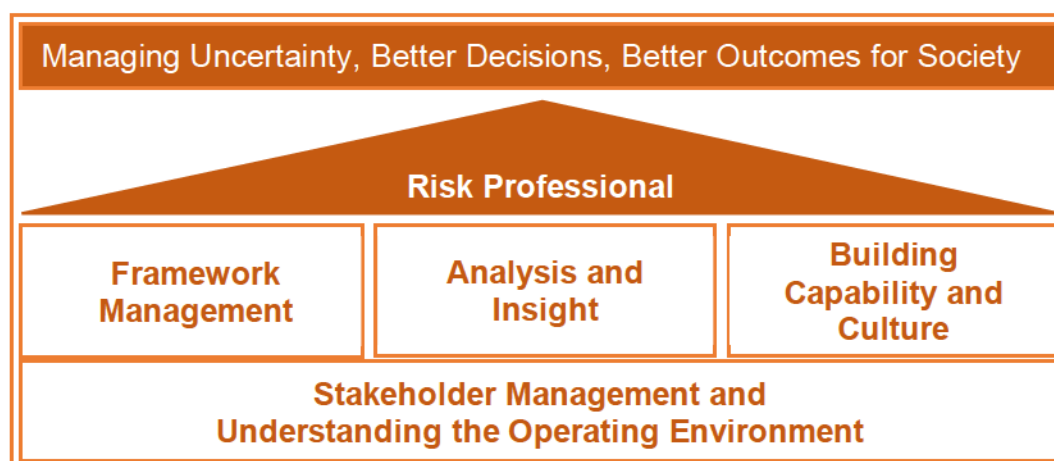 Managing Uncertainty, Better Decisions, Better Outcomes for Society
Risk Professional
Framework
Management
Analysis and
Insight
Building
Capability and
Culture
Stakeholder Management and
Understanding the Operating Environment